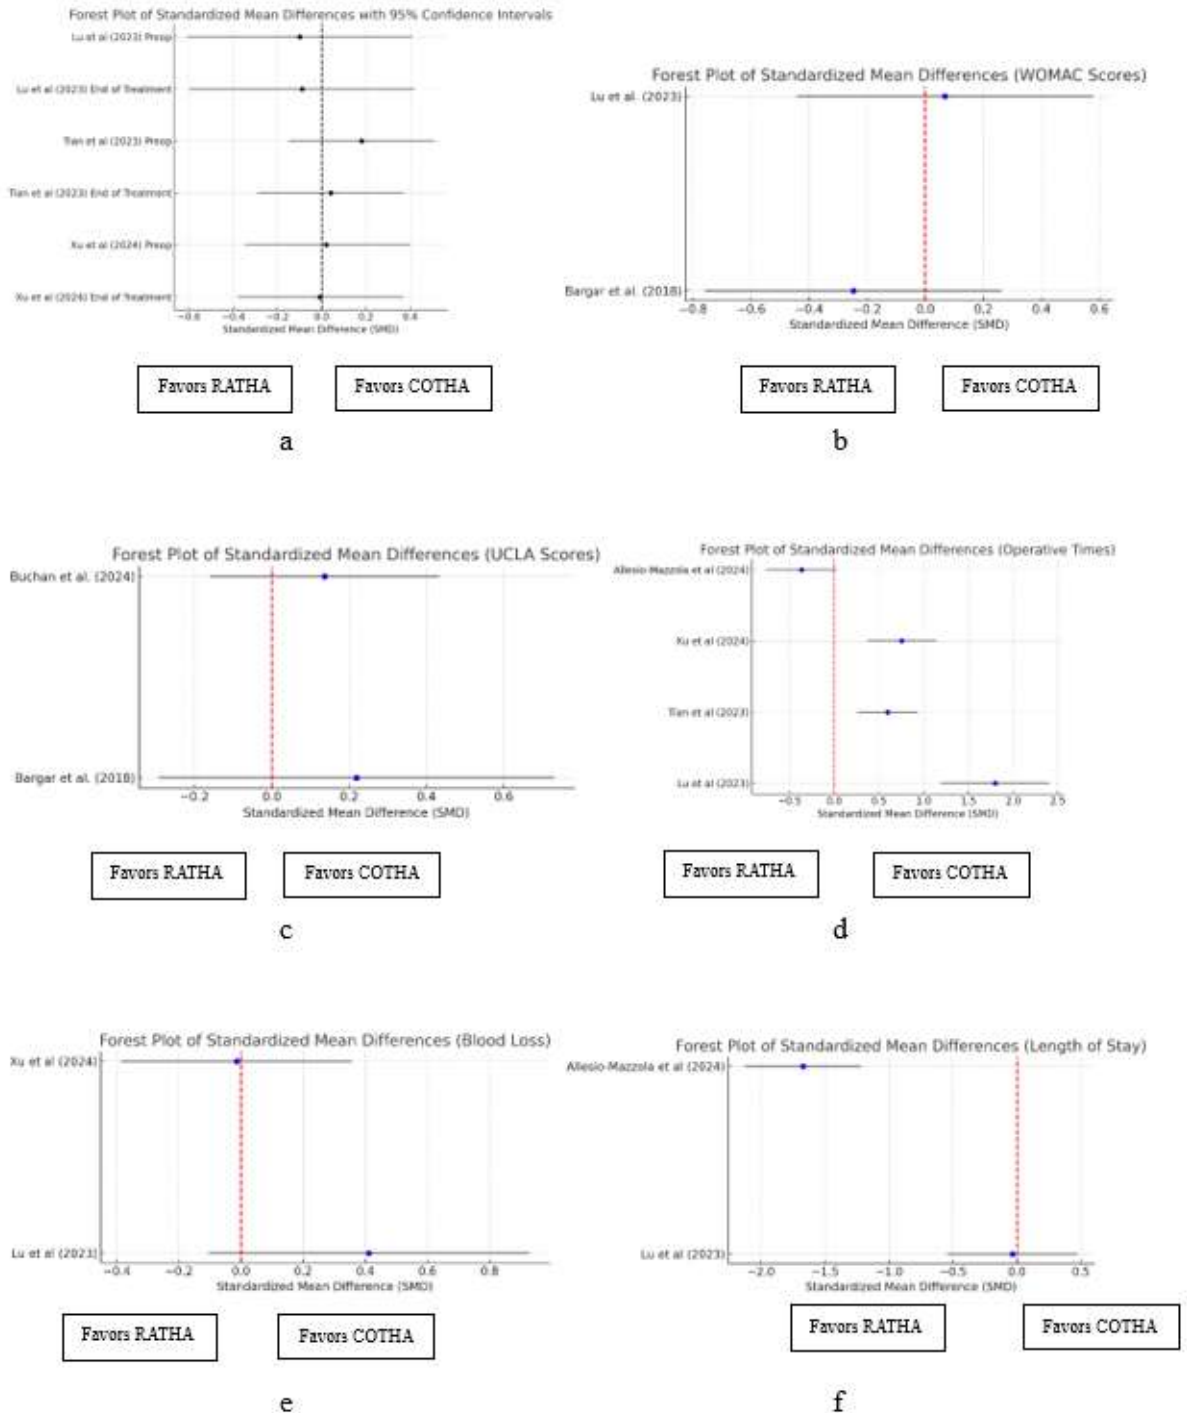 Forest Plot of Standardized Mean Differences with 95% Confidence Intervals
Lu et al (2023) Preop
Lu et al (2023) End of Treatment
Tian et al (2023) Preop
Tian et al (2023) End of Treatment
Xu et al (2024) Preop
Xu et al (2024) End of Treatment
−0.6 −0.4 −0.2 0.0 0.2 0.4
Standardized Mean Difference (SMD)
Favors RATHA Favors COTHA
a
Forest Plot of Standardized Mean Differences (WOMAC Scores)
Lu et al. (2023)
Bargar et al. (2018)
−0.8 −0.6 −0.4 −0.2 0.0 0.2 0.4 0.6
Standardized Mean Difference (SMD)
Favors RATHA Favors COTHA
b
Forest Plot of Standardized Mean Differences (UCLA Scores)
Buchan et al. (2024)
Bargar et al. (2018)
−0.2 0.0 0.2 0.4 0.6
Standardized Mean Difference (SMD)
Favors RATHA Favors COTHA
c
Forest Plot of Standardized Mean Differences (Operative Times)
Allesio-Mazzola et al (2024)
Xu et al (2024)
Tian et al (2023)
Lu et al (2023)
−0.5 0.0 0.5 1.0 1.5 2.0 2.5
Standardized Mean Difference (SMD)
Favors RATHA Favors COTHA
d
Forest Plot of Standardized Mean Differences (Blood Loss)
Xu et al (2024)
Lu et al (2023)
−0.4 −0.2 0.0 0.2 0.4 0.6 0.8
Standardized Mean Difference (SMD)
Favors RATHA Favors COTHA
e
Forest Plot of Standardized Mean Differences (Length of Stay)
Allesio-Mazzola et al (2024)
Lu et al (2023)
−2.0 −1.5 −1.0 −0.5 0.0 0.5
Standardized Mean Difference (SMD)
Favors RATHA Favors COTHA
f